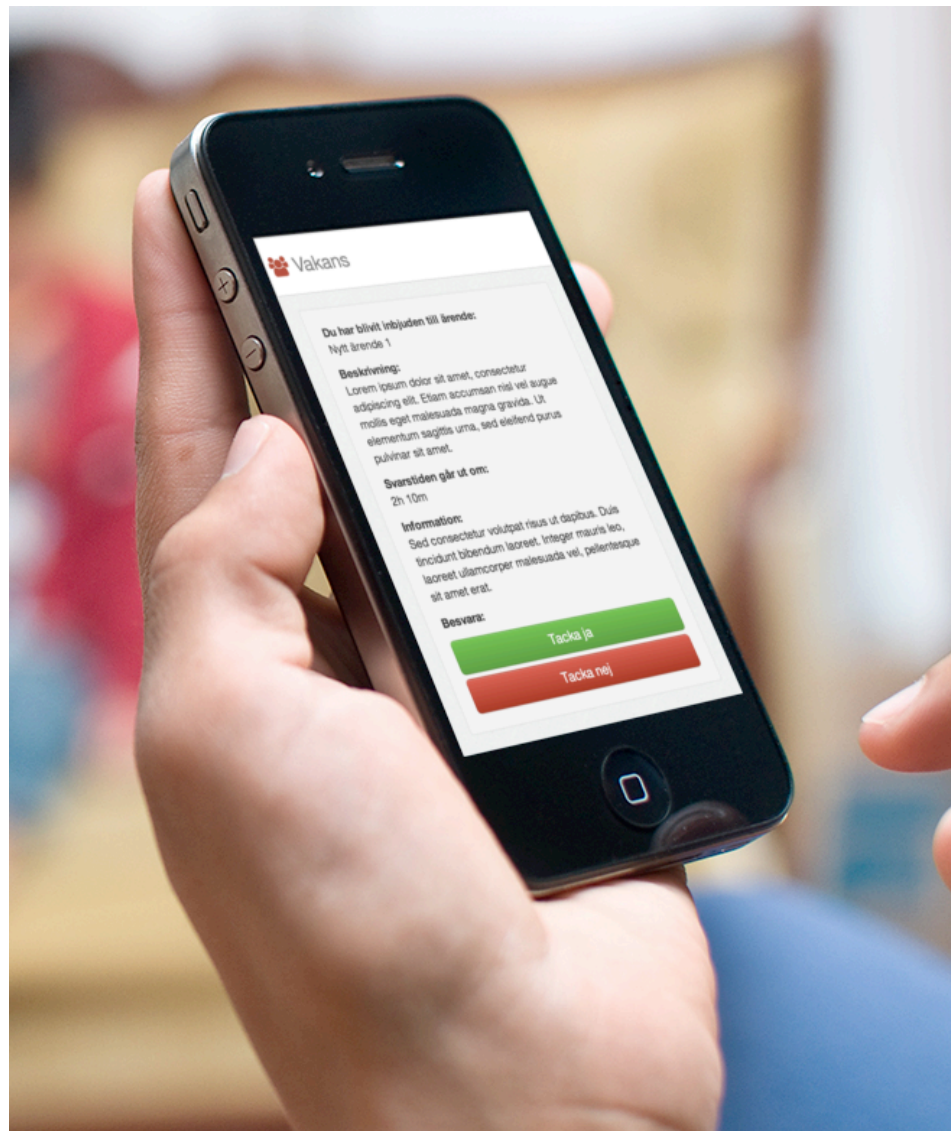 Vakans
Du har blivit inbjuden till ärende:
Nytt ärende 1
Beskrivning:
Lorem ipsum dolor sit amet, consectetur
adipiscing elit. Etiam accumsan nisl vel augue
mollis eget malesuada magna gravida. Ut
elementum sagittis urna, sed eleifend purus
pulvinar sit amet.
Svarstiden går ut om:
2h 10m
Information:
Sed consectetur volutpat risus ut dapibus. Duis
tincidunt bibendum laoreet. Integer mauris leo,
laoreet ullamcorper malesuada vel, pellentesque
sit amet erat.
Besvara:
Tacka ja
Tacka nej